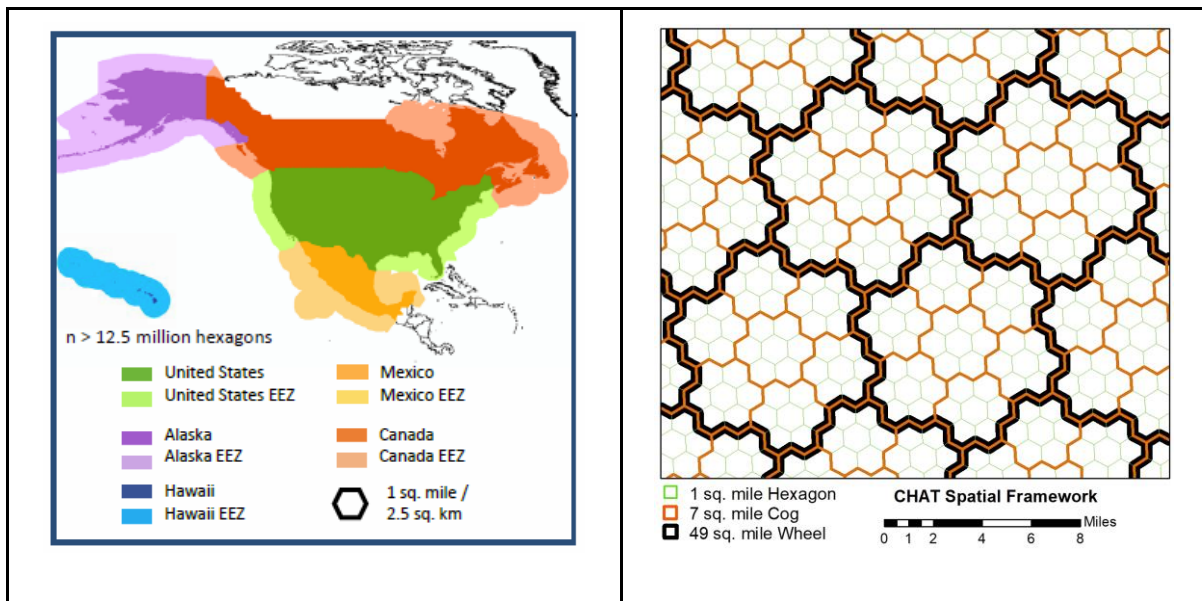 n > 12.5 million hexagons
United States
United States EEZ
Alaska
Alaska EEZ
Hawaii
Hawaii EEZ
Mexico
Mexico EEZ
Canada
Canada EEZ
1 sq. mile /
2.5 sq. km
1 sq. mile Hexagon
7 sq. mile Cog
49 sq. mile Wheel
CHAT Spatial Framework
Miles
0 1 2 4 6 8